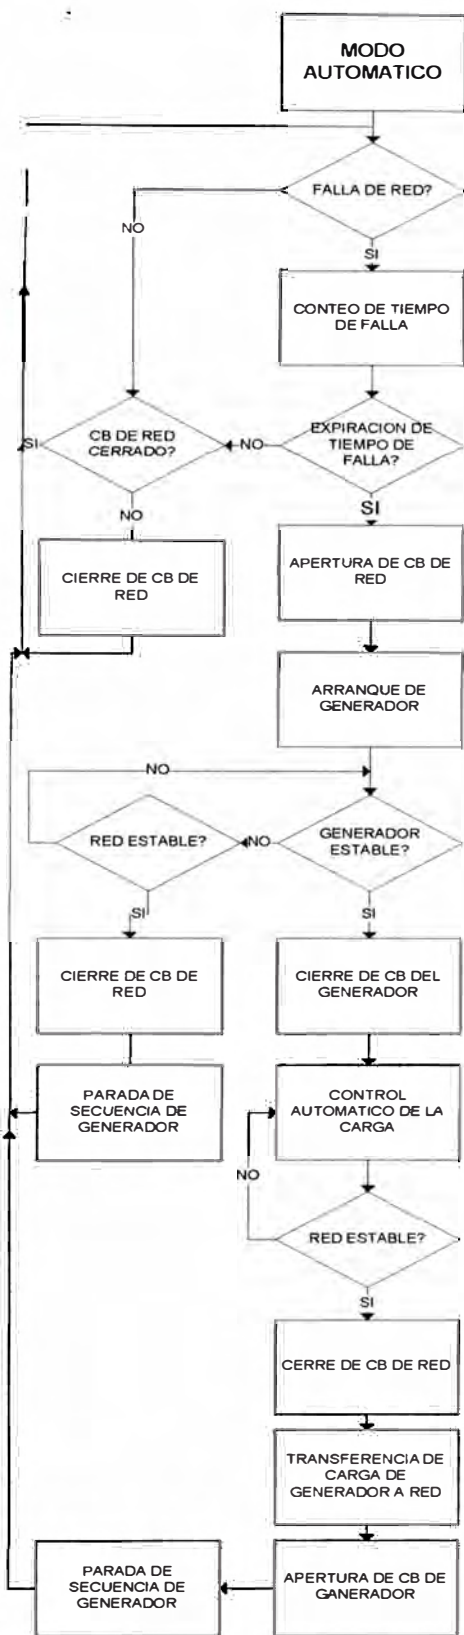 MODO
AUTOMATICO
FALLA DE RED?
NO
SI
CONTEO DE TIEMPO
DE FALLA
SI
CB DE RED
CERRADO?
NO
EXPIRACION DE
TIEMPO DE
FALLA?
NO
SI
CIERRE DE CB DE
RED
APERTURA DE CB DE
RED
ARRANQUE DE
GENERADOR
NO
RED ESTABLE?
NO
GENERADOR
ESTABLE?
SI
SI
CIERRE DE CB DE
RED
CIERRE DE CB DEL
GENERADOR
PARADA DE
SECUENCIA DE
GENERADOR
CONTROL
AUTOMATICO DE LA
CARGA
NO
RED ESTABLE?
SI
CERRE DE CB DE RED
TRANSFERENCIA DE
CARGA DE
GENERADOR A RED
PARADA DE
SECUENCIA DE
GENERADOR
APERTURA DE CB DE
GANERADOR